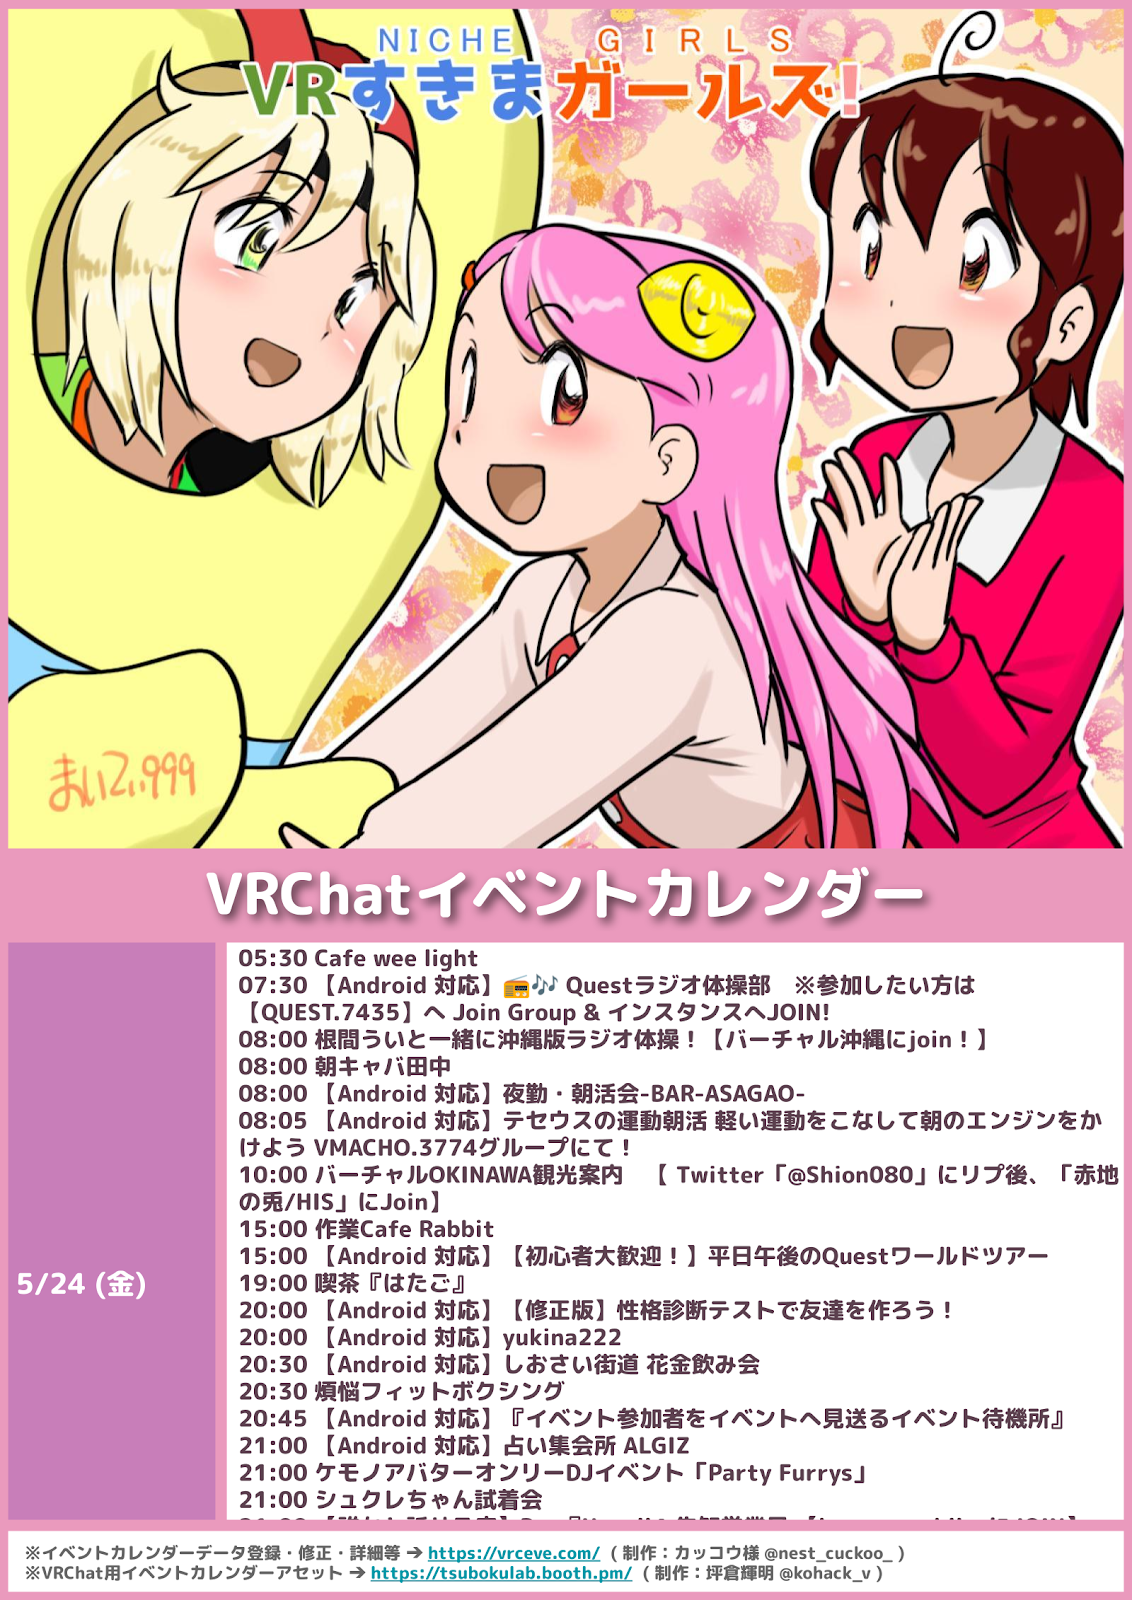 NICHE GIRLS
VRすきまガールズ!
まいてい999
VRChatイベントカレンダー
5/24 (金)
05:30 Cafe wee light
07:30 【Android 対応】📻🎶 Questラジオ体操部　※参加したい方は
【QUEST.7435】へ Join Group & インスタンスへJOIN!
08:00 根間ういと一緒に沖縄版ラジオ体操！【バーチャル沖縄にjoin！】
08:00 朝キャバ田中
08:00 【Android 対応】夜勤・朝活会-BAR-ASAGAO-
08:05 【Android 対応】テセウスの運動朝活 軽い運動をこなして朝のエンジンをか
けよう VMACHO.3774グループにて！
10:00 バーチャルOKINAWA観光案内　【 Twitter「@Shion080」にリプ後、「赤地
の兎/HIS」にJoin】
15:00 作業Cafe Rabbit
15:00 【Android 対応】【初心者大歓迎！】平日午後のQuestワールドツアー
19:00 喫茶『はたご』
20:00 【Android 対応】【修正版】性格診断テストで友達を作ろう！
20:00 【Android 対応】yukina222
20:30 【Android 対応】しおさい街道 花金飲み会
20:30 煩悩フィットボクシング
20:45 【Android 対応】『イベント参加者をイベントへ見送るイベント待機所』
21:00 【Android 対応】占い集会所 ALGIZ
21:00 ケモノアバターオンリーDJイベント「Party Furrys」
21:00 シュクレちゃん試着会
※イベントカレンダーデータ登録・修正・詳細等 ➔ https://vrceve.com/ ( 制作：カッコウ様 @nest_cuckoo_ )
※VRChat用イベントカレンダーアセット ➔ https://tsubokulab.booth.pm/ ( 制作：坪倉輝明 @kohack_v )